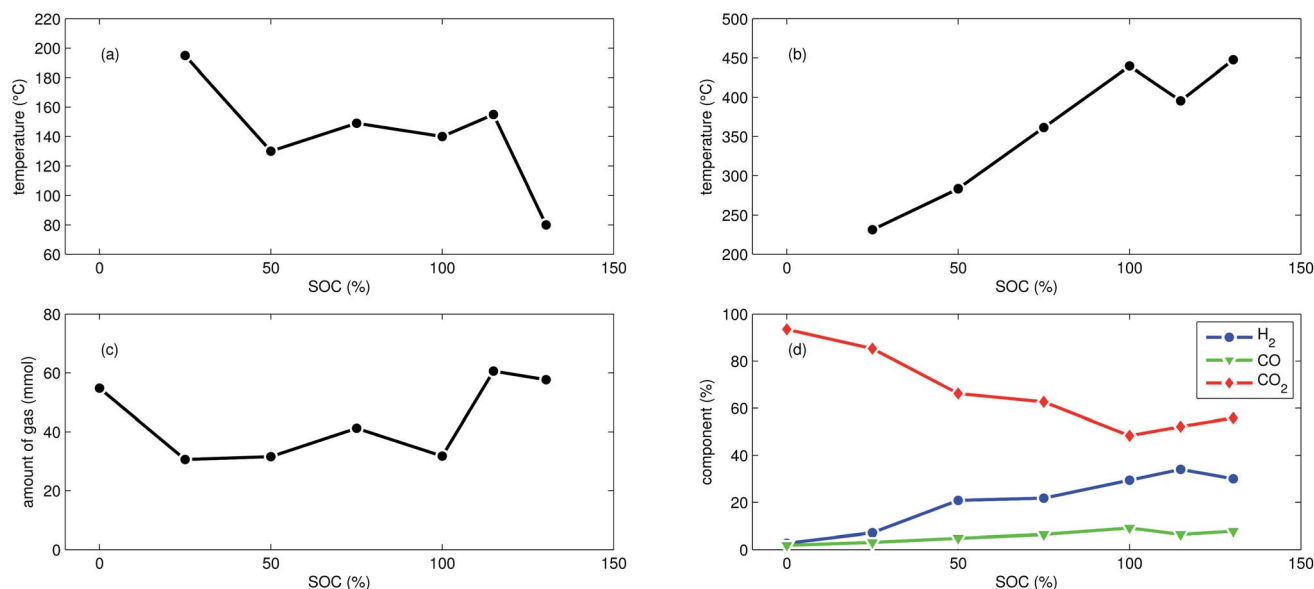 220
200
180
160
140
120
100
80
60
temperature (°C)
(a)
0 50 100 150
SOC (%)
500
450
400
350
300
250
200
temperature (°C)
(b)
0 50 100 150
SOC (%)
80
60
40
20
0
amount of gas (mmol)
(c)
0 50 100 150
SOC (%)
100
80
60
40
20
0
component (%)
(d)
H₂
CO
CO₂
0 50 100 150
SOC (%)